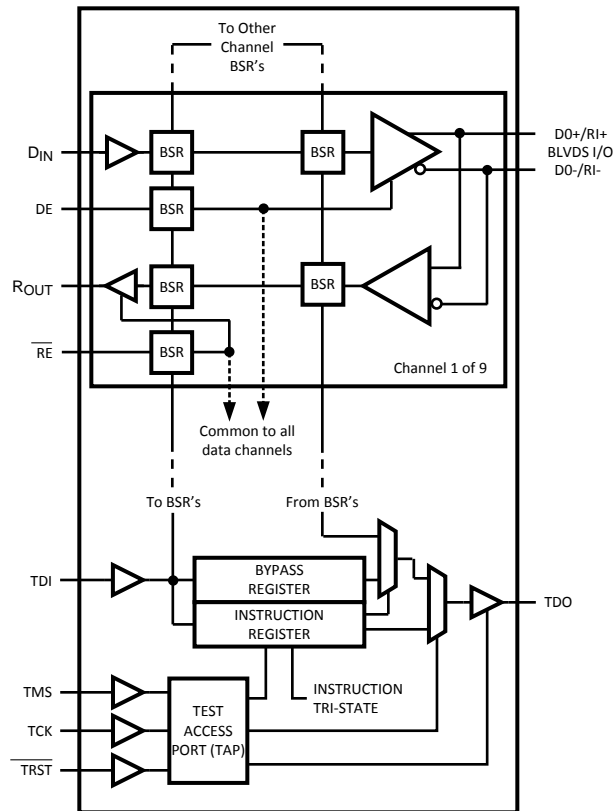 To Other
Channel
BSR's
DIN
BSR
BSR
D0+/RI+
BLVDS I/O
D0-/RI-
DE
BSR
ROUT
BSR
BSR
RE
BSR
Channel 1 of 9
Common to all
data channels
To BSR's
From BSR's
TDI
BYPASS
REGISTER
INSTRUCTION
REGISTER
TDO
TMS
TCK
TRST
TEST
ACCESS
PORT (TAP)
INSTRUCTION
TRI-STATE